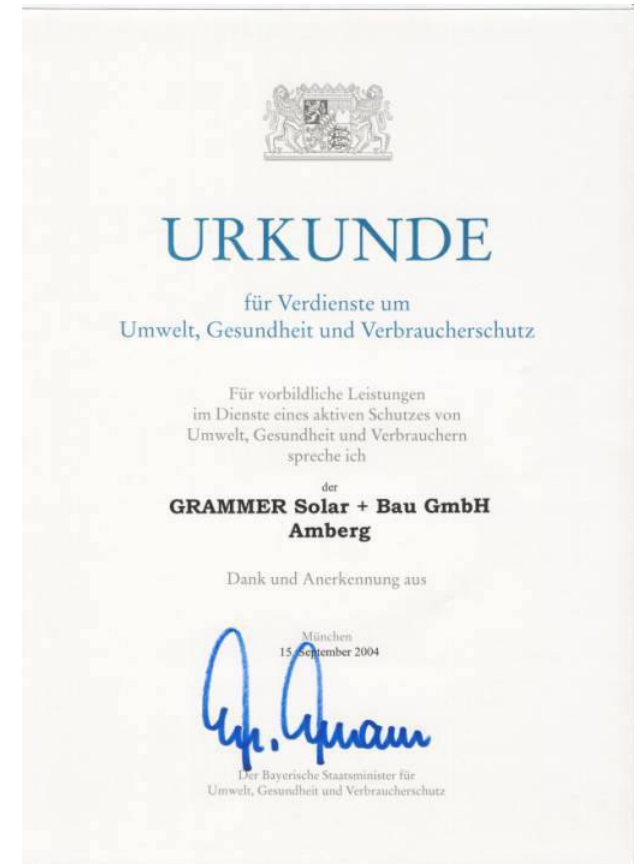 URKUNDE
für Verdienste um
Umwelt, Gesundheit und Verbraucherschutz
Für vorbildliche Leistungen
im Dienste eines aktiven Schutzes von
Umwelt, Gesundheit und Verbrauchern
spreche ich
der
GRAMMER Solar + Bau GmbH
Amberg
Dank und Anerkennung aus
München
15. September 2004
Der Bayerische Staatsminister für
Umwelt, Gesundheit und Verbraucherschutz